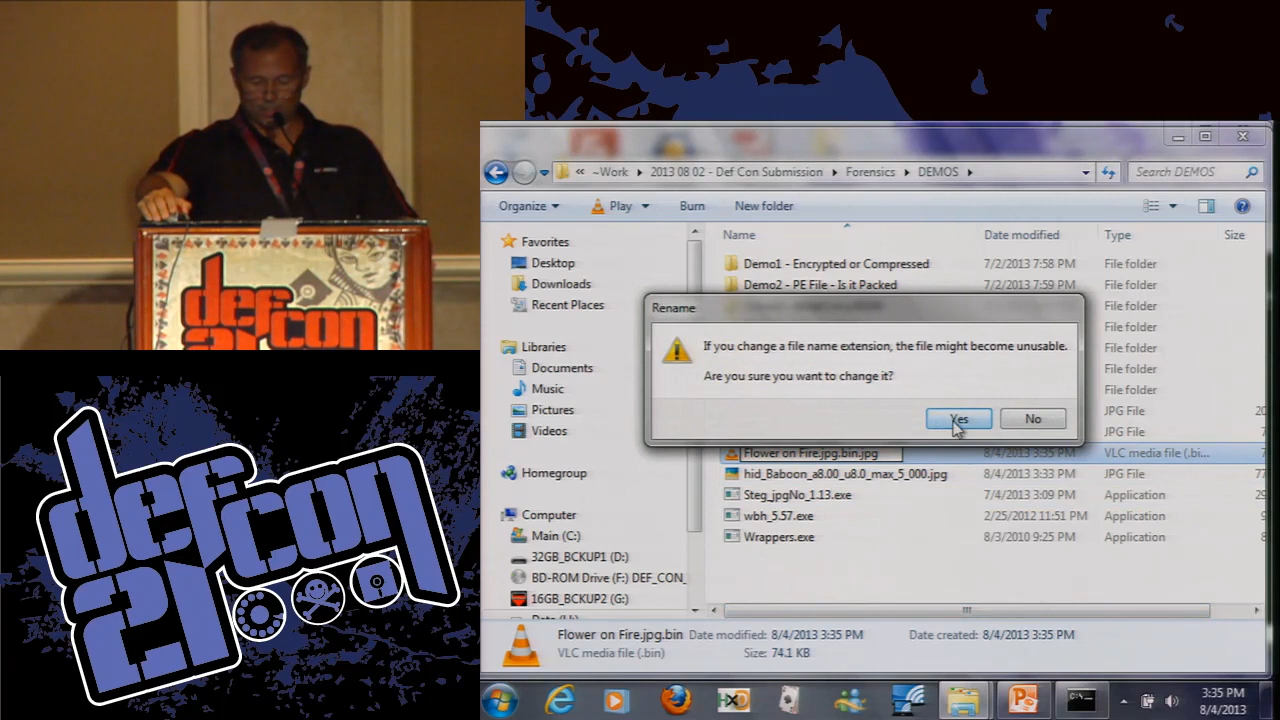 def
con
21
« ~Work ▸ 2013 08 02 - Def Con Submission ▸ Forensics ▸ DEMOS ▸
Search DEMOS
Organize Play Burn New folder
Name Date modified Type Size
Favorites
Desktop
Downloads
Recent Places
Libraries
Documents
Music
Pictures
Videos
Homegroup
Computer
Main (C:)
32GB_BCKUP1 (D:)
BD-ROM Drive (F:) DEF_CON_
16GB_BCKUP2 (G:)
Demo1 - Encrypted or Compressed 7/2/2013 7:58 PM File folder
Demo2 - PE File - Is it Packed 7/2/2013 7:59 PM File folder
File folder
File folder
File folder
File folder
File folder
JPG File 20
JPG File
Rename
If you change a file name extension, the file might become unusable.
Are you sure you want to change it?
Yes No
Flower on Fire.jpg.bin.jpg 8/4/2013 3:35 PM VLC media file (.bi... 7
hid_Baboon_a8.00_u8.0_max_5_000.jpg 8/4/2013 3:33 PM JPG File 77
Steg_jpgNo_1.13.exe 7/4/2013 3:09 PM Application 29
wbh_5.57.exe 2/25/2012 11:51 PM Application 9
Wrappers.exe 8/3/2010 9:25 PM Application 8
Flower on Fire.jpg.bin Date modified: 8/4/2013 3:35 PM Date created: 8/4/2013 3:35 PM
VLC media file (.bin) Size: 74.1 KB
defcon
21
HXD
3:35 PM
8/4/2013